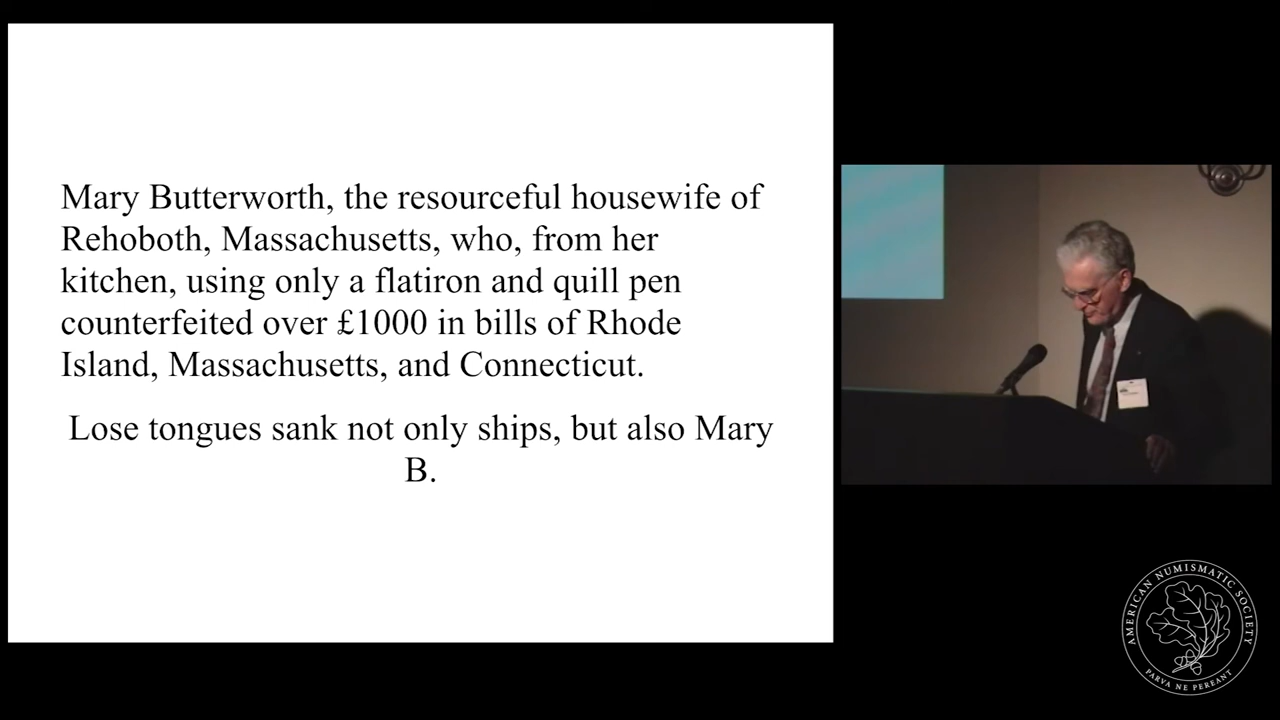 Mary Butterworth, the resourceful housewife of
Rehoboth, Massachusetts, who, from her
kitchen, using only a flatiron and quill pen
counterfeited over £1000 in bills of Rhode
Island, Massachusetts, and Connecticut.
Lose tongues sank not only ships, but also Mary
B.
AMERICAN NUMISMATIC SOCIETY
PARVA NE PEREANT